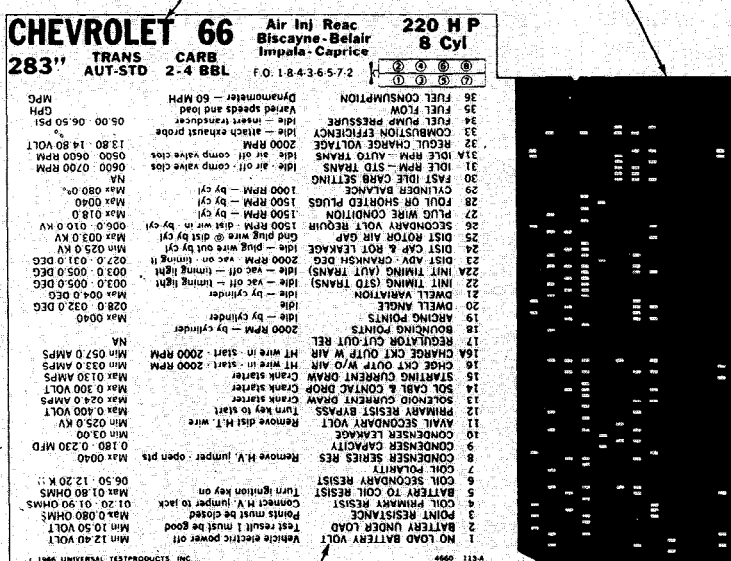 CHEVROLET 66 Air Inj Reac 220 H P
Biscayne-Belair 8 Cyl
Impala-Caprice
283" TRANS CARB
AUT-STD 2-4 BBL F.O. 1-8-4-3-6-5-7-2
② ④ ⑥ ⑧
① ③ ⑤ ⑦
1 NO LOAD BATTERY VOLT Vehicle electric power off Min 12.40 VOLT
2 BATTERY UNDER LOAD Test result 1 must be good Min 10.50 VOLT
3 POINT RESISTANCE Points must be closed Max 0.080 OHMS
4 COIL PRIMARY RESIST Connect H.V. jumper to jack 01.20 - 01.90 OHMS
5 BATTERY TO COIL RESIST Turn ignition key on Max 01.80 OHMS
6 COIL SECONDARY RESIST 06.50 - 12.20 K
7 COIL POLARITY
8 CONDENSER SERIES RES Remove H.V. jumper - open pts Max 0040
9 CONDENSER CAPACITY 0.180 - 0.230 MFD
10 CONDENSER LEAKAGE Min 03.00
11 AVAIL SECONDARY VOLT Remove dist H.T. wire Min 025.0 KV
12 PRIMARY RESIST BYPASS Turn key to start Max 0.400 VOLT
13 SOLENOID CURRENT DRAW Crank starter Max 024.0 AMPS
14 SOL CABL & CONTAC DROP Crank starter Max 0.300 VOLT
15 STARTING CURRENT DRAW Crank starter Max 0130 AMPS
16 CHGE CKT OUTP W/O AIR HT wire in - start - 2000 RPM Min 033.0 AMPS
16A CHARGE CKT OUTP W AIR HT wire in - start - 2000 RPM Min 057.0 AMPS
17 REGULATOR CUT-OUT REL NA
18 BOUNCING POINTS 2000 RPM — by cylinder
19 ARCING POINTS Idle — by cylinder Max 0040
20 DWELL ANGLE Idle 028.0 - 032.0 DEG
21 DWELL VARIATION Idle — by cylinder Max 004.0 DEG
22 INIT TIMING (STD TRANS) Idle — vac off — timing light 003.0 - 005.0 DEG
22A INIT TIMING (AUT TRANS) Idle — vac off — timing light 003.0 - 005.0 DEG
23 DIST ADV - CRANKSH DEG 2000 RPM - vac on - timing lt 027.0 - 031.0 DEG
24 DIST CAP & ROT LEAKAGE Idle — plug wire out by cyl Min 025.0 KV
25 DIST ROTOR AIR GAP Gnd plug wire @ dist by cyl Max 003.0 KV
26 SECONDARY VOLT REQUIR 1500 RPM - dist wir in - by cyl 006.0 - 010.0 KV
27 PLUG WIRE CONDITION 1500 RPM — by cyl Max 018.0
28 FOUL OR SHORTED PLUGS 1500 RPM — by cyl Max 0040
29 CYLINDER BALANCE 1000 RPM — by cyl Max 080.0%
30 FAST IDLE CARB SETTING NA
31 IDLE RPM — STD TRANS Idle - air off - comp valve clos 0600 - 0700 RPM
31A IDLE RPM — AUTO TRANS Idle - air off - comp valve clos 0500 - 0600 RPM
32 REGUL CHARGE VOLTAGE 2000 RPM 13.80 - 14.80 VOLT
33 COMBUSTION EFFICIENCY Idle — attach exhaust probe %
34 FUEL PUMP PRESSURE Idle — insert transducer 05.00 - 06.50 PSI
35 FUEL FLOW Varied speeds and load GPH
36 FUEL CONSUMPTION Dynamometer — 60 MPH MPG
1966 UNIVERSAL TESTPRODUCTS, INC. 4660 113-A